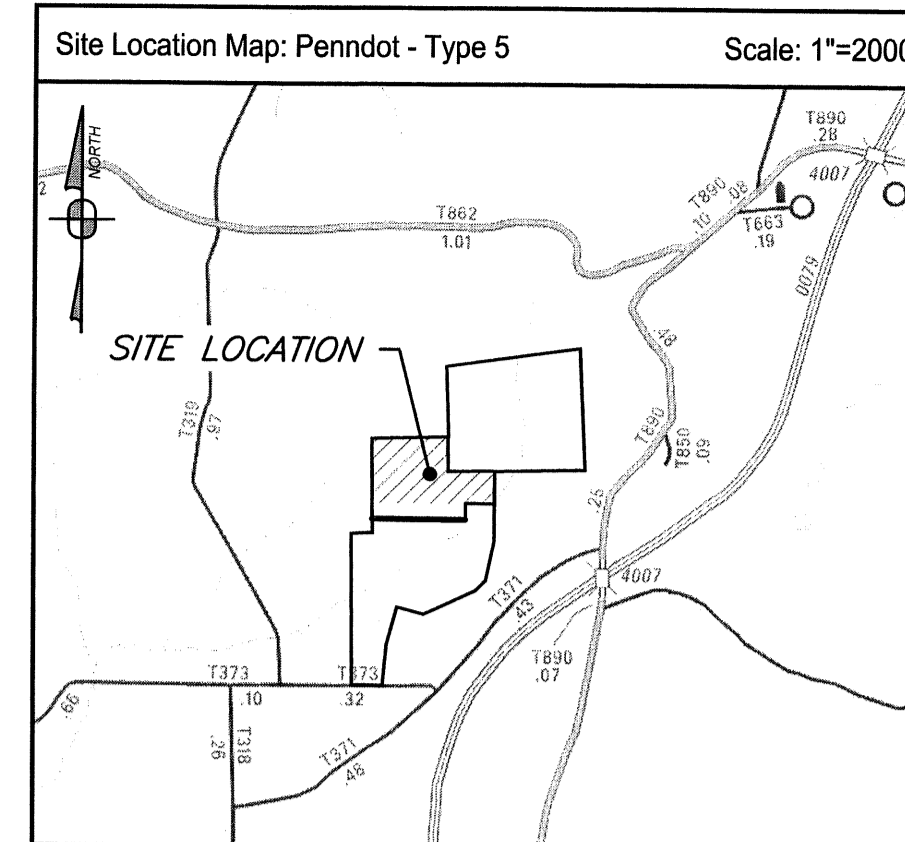 Site Location Map: Penndot - Type 5 Scale: 1"=2000
NORTH
2
T890
.28
4007
T890
.08
.10
T663
.19
T862
1.01
0079
.48
SITE LOCATION
T319
.97
T890
T850
.09
.25
4007
T371
.43
T890
.07
T373
.10
T373
.32
.66
T318
.26
T371
.48